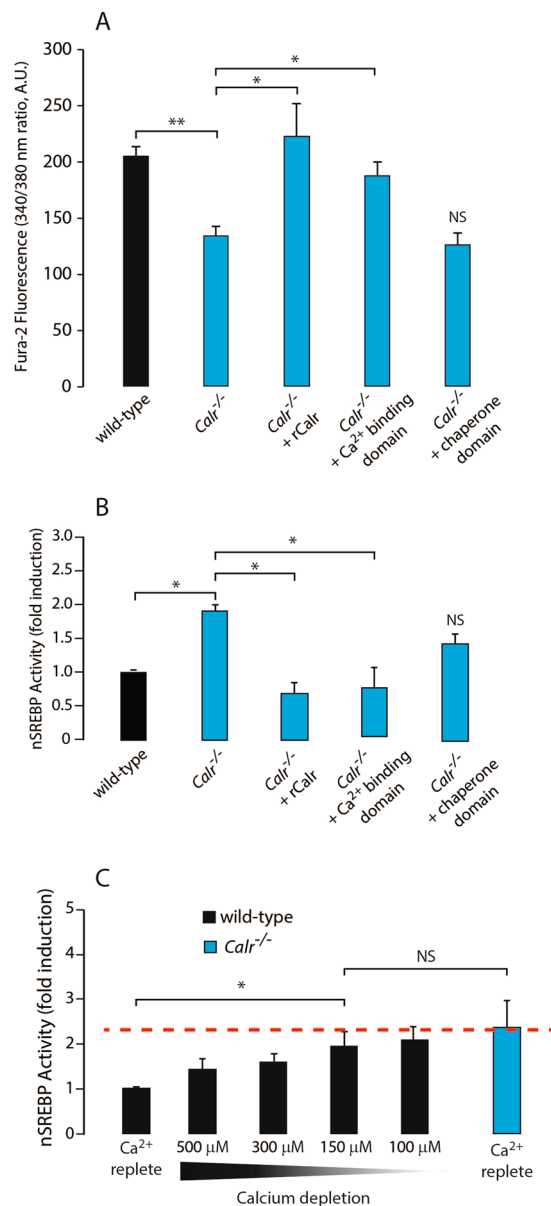 A
Fura-2 Fluorescence (340/380 nm ratio, A.U.)
300
250
200
150
100
50
0
**
*
*
NS
wild-type
Calr-/-
Calr-/-
+ rCalr
Calr-/-
+ Ca2+ binding
domain
Calr-/-
+ chaperone
domain
B
nSREBP Activity (fold induction)
3.0
2.5
2.0
1.5
1.0
0.5
0
*
*
*
NS
wild-type
Calr-/-
Calr-/-
+ rCalr
Calr-/-
+ Ca2+ binding
domain
Calr-/-
+ chaperone
domain
C
nSREBP Activity (fold induction)
5
4
3
2
1
0
wild-type
Calr-/-
*
NS
Ca2+
replete
500 µM
300 µM
150 µM
100 µM
Ca2+
replete
Calcium depletion